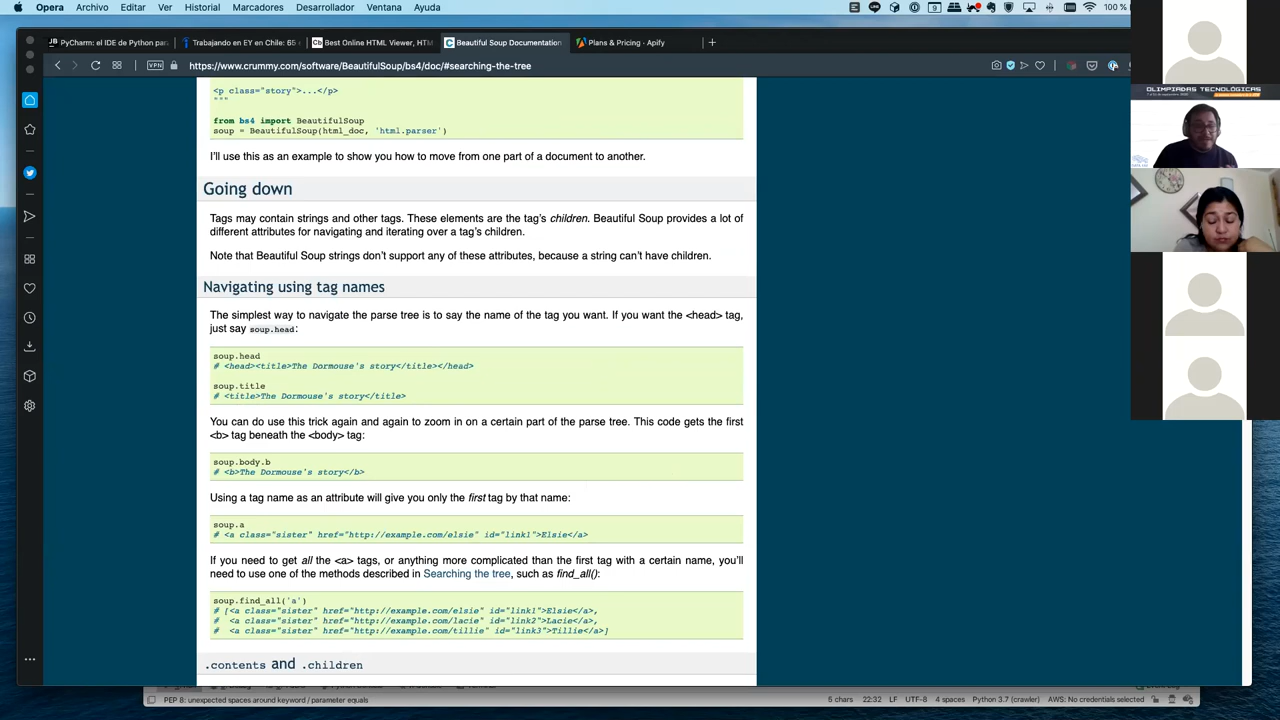 Opera Archivo Editar Ver Historial Marcadores Desarrollador Ventana Ayuda 9 100 %
PyCharm: el IDE de Python par Trabajando en EY en Chile: 65 Best Online HTML Viewer, HTM Beautiful Soup Documentation Plans & Pricing · Apify
VPN https://www.crummy.com/software/BeautifulSoup/bs4/doc/#searching-the-tree
<p class="story">...</p>
"""
from bs4 import BeautifulSoup
soup = BeautifulSoup(html_doc, 'html.parser')
I'll use this as an example to show you how to move from one part of a document to another.
Going down
Tags may contain strings and other tags. These elements are the tag's children. Beautiful Soup provides a lot of
different attributes for navigating and iterating over a tag's children.
Note that Beautiful Soup strings don't support any of these attributes, because a string can't have children.
Navigating using tag names
The simplest way to navigate the parse tree is to say the name of the tag you want. If you want the <head> tag,
just say soup.head:
soup.head
# <head><title>The Dormouse's story</title></head>
soup.title
# <title>The Dormouse's story</title>
You can do use this trick again and again to zoom in on a certain part of the parse tree. This code gets the first
<b> tag beneath the <body> tag:
soup.body.b
# <b>The Dormouse's story</b>
Using a tag name as an attribute will give you only the first tag by that name:
soup.a
# <a class="sister" href="http://example.com/elsie" id="link1">Elsie</a>
If you need to get all the <a> tags, or anything more complicated than the first tag with a certain name, you'll
need to use one of the methods described in Searching the tree, such as find_all():
soup.find_all('a')
# [<a class="sister" href="http://example.com/elsie" id="link1">Elsie</a>,
# <a class="sister" href="http://example.com/lacie" id="link2">Lacie</a>,
# <a class="sister" href="http://example.com/tillie" id="link3">Tillie</a>]
.contents and .children
PEP 8: unexpected spaces around keyword / parameter equals 5 chars 22:32 LF UTF-8 4 spaces Python 3.7 (crawler) AWS: No credentials selected
OLIMPIADAS TECNOLÓGICAS